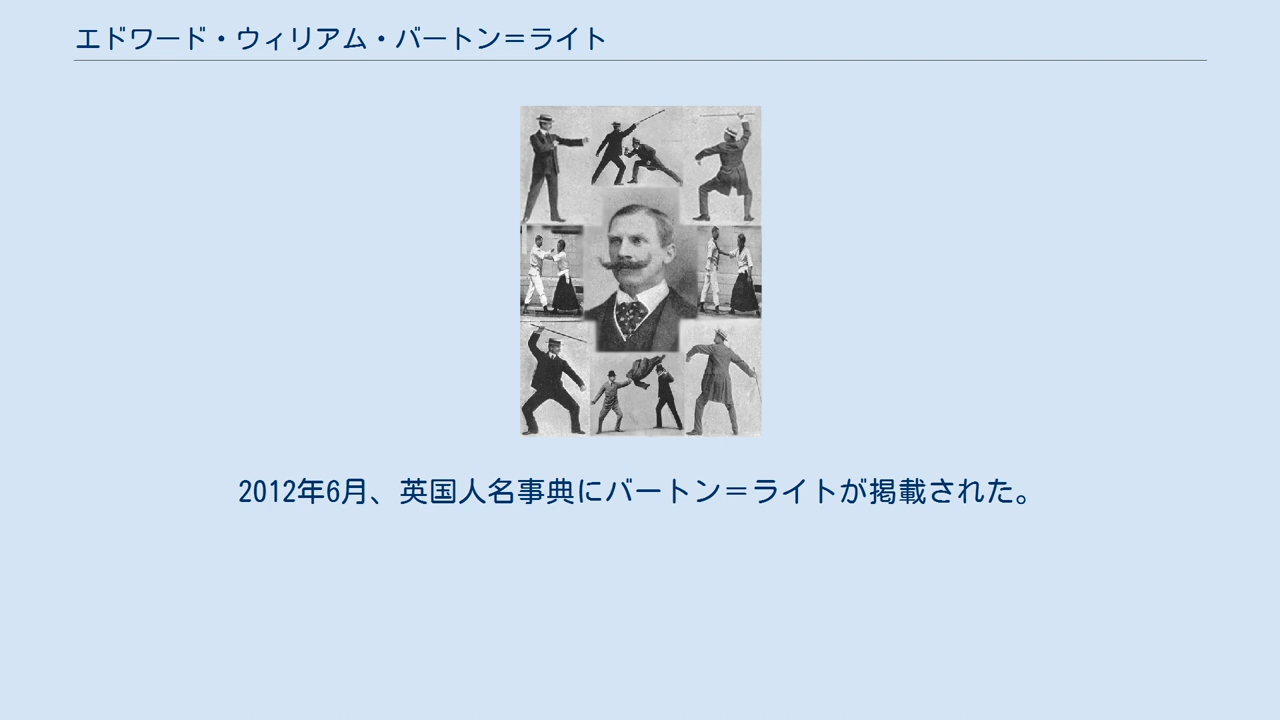 エドワード・ウィリアム・バートン＝ライト
2012年6月、英国人名事典にバートン＝ライトが掲載された。